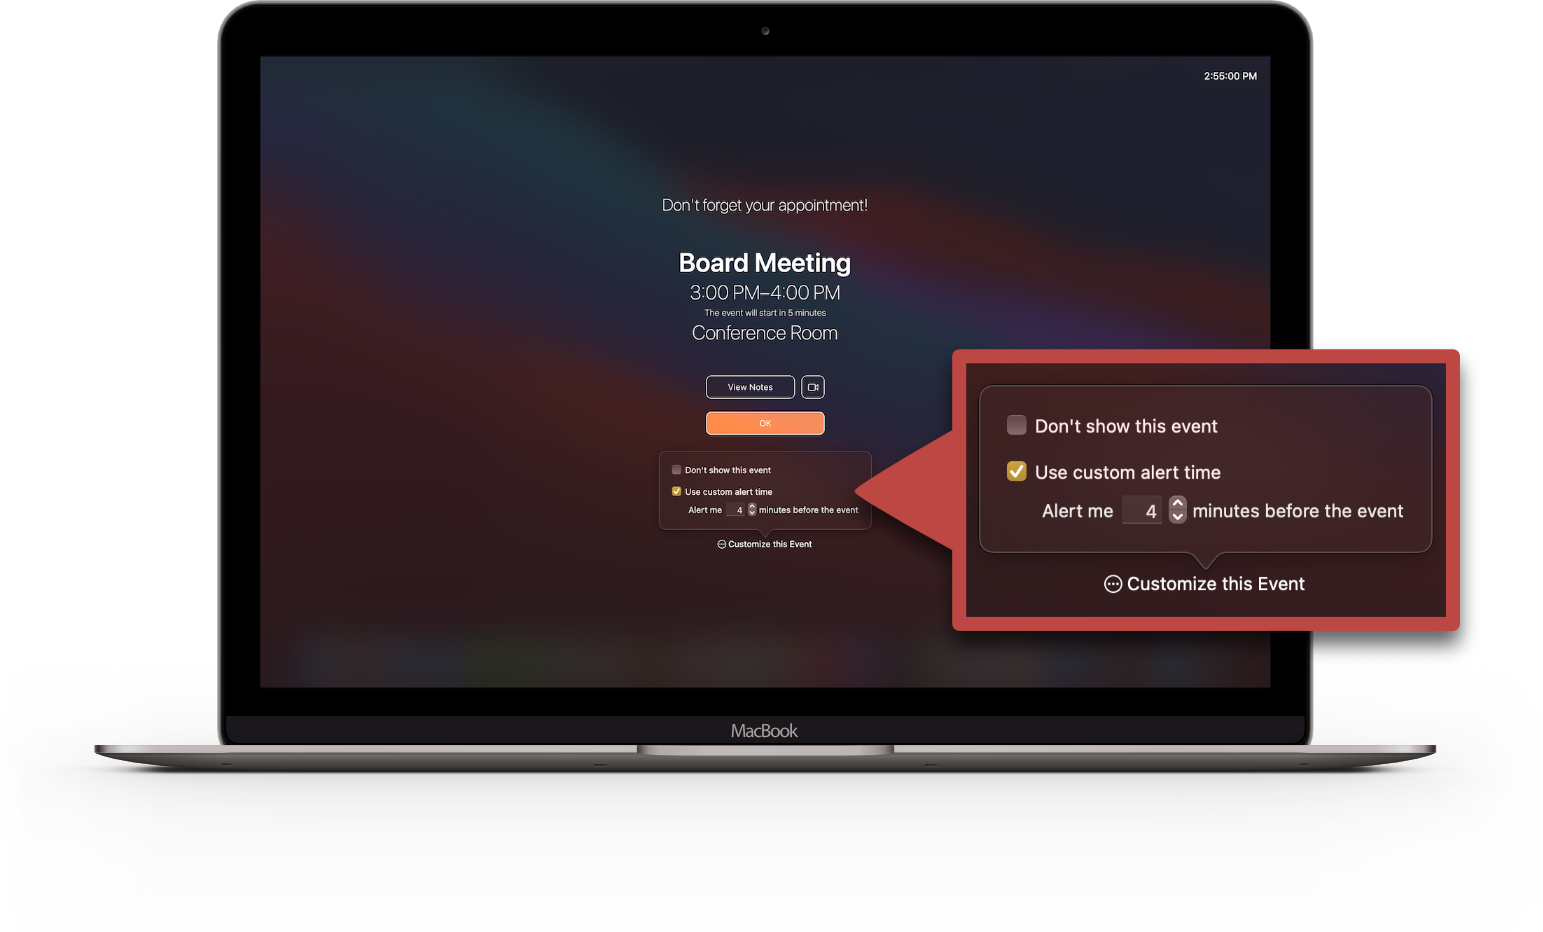 2:55:00 PM
Don't forget your appointment!
Board Meeting
3:00 PM–4:00 PM
The event will start in 5 minutes
Conference Room
View Notes
OK
Don't show this event
Use custom alert time
Alert me 4 minutes before the event
Customize this Event
Don't show this event
Use custom alert time
Alert me 4 minutes before the event
Customize this Event
MacBook